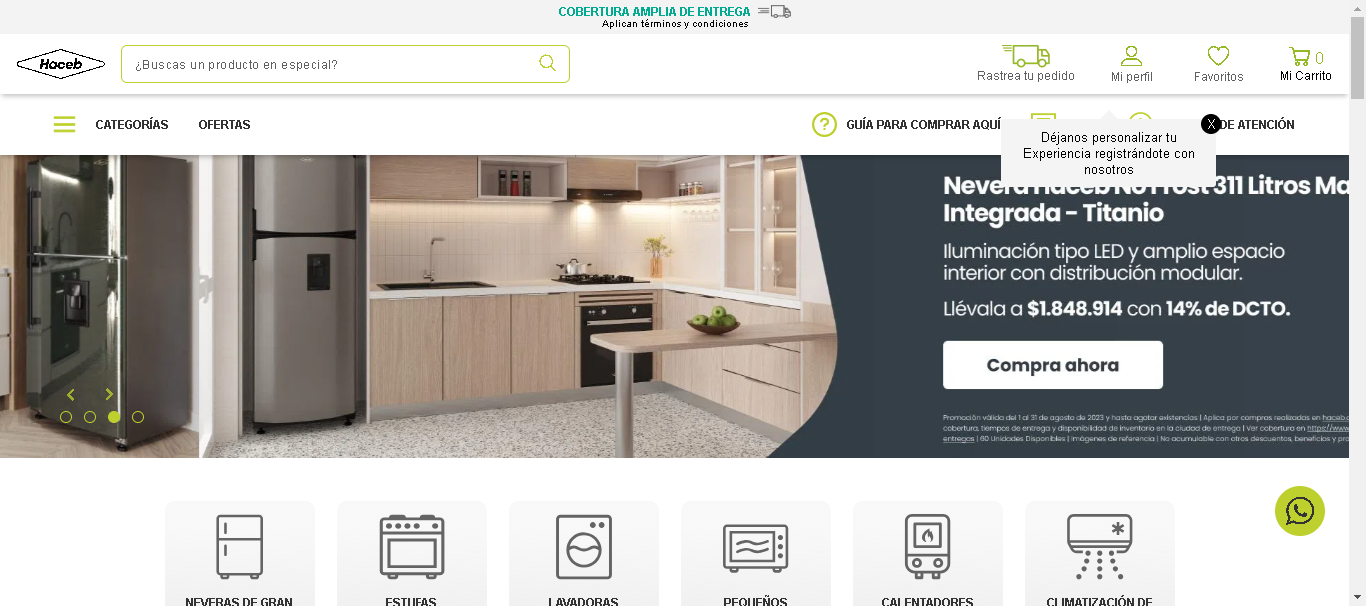 COBERTURA AMPLIA DE ENTREGA
Aplican términos y condiciones
Haceb
¿Buscas un producto en especial?
Rastrea tu pedido
Mi perfil
Favoritos
0
Mi Carrito
CATEGORÍAS
OFERTAS
?
GUÍA PARA COMPRAR AQUÍ
DE ATENCIÓN
X
Déjanos personalizar tu
Experiencia registrándote con
nosotros
Nevera Haceb No Frost 311 Litros
Integrada - Titanio
Iluminación tipo LED y amplio espacio
interior con distribución modular.
Llévala a $1.848.914 con 14% de DCTO.
Compra ahora
Promoción válida del 1 al 31 de agosto de 2023 y hasta agotar existencias | Aplica por compras realizadas en haceb.
cobertura, tiempos de entrega y disponibilidad de inventario en la ciudad de entrega | Ver cobertura en https://www.
entregas | 60 Unidades Disponibles | Imágenes de referencia | No acumulable con otros descuentos, beneficios y
NEVERAS DE GRAN
ESTUFAS
LAVADORAS
PEQUEÑOS
CALENTADORES
CLIMATIZACIÓN DE